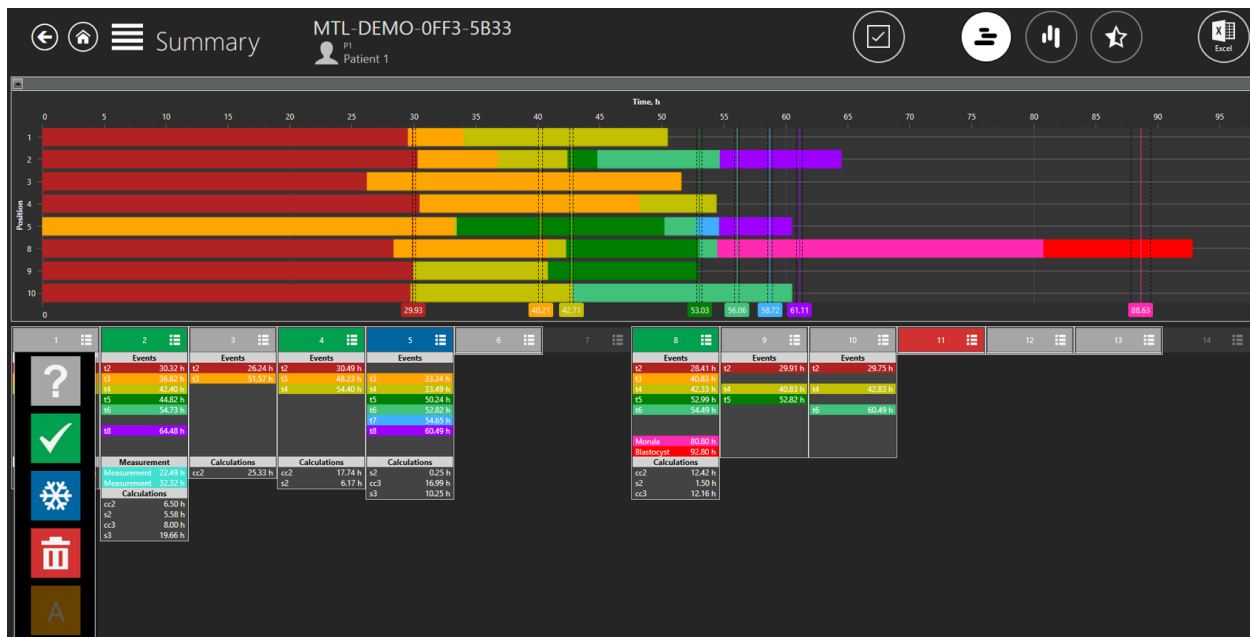 Summary
MTL-DEMO-0FF3-5B33
P1
Patient 1
Excel
Time, h
0 5 10 15 20 25 30 35 40 45 50 55 60 65 70 75 80 85 90 95
Position
1
2
3
4
5
8
9
10
0
29.93 40.21 42.71 53.03 56.06 58.72 61.11 88.63
1 2 3 4 5 6 7 8 9 10 11 12 13 14
?
A
Events
t2 30.32 h
t3 36.82 h
t4 42.40 h
t5 44.82 h
t6 54.73 h
t8 64.48 h
Measurement
Measurement 22.49 h
Measurement 32.32 h
Calculations
cc2 6.50 h
s2 5.58 h
cc3 8.00 h
s3 19.66 h
Events
t2 26.24 h
t3 51.57 h
Calculations
cc2 25.33 h
Events
t2 30.49 h
t3 48.23 h
t4 54.40 h
Calculations
cc2 17.74 h
s2 6.17 h
Events
t3 33.24 h
t4 33.49 h
t5 50.24 h
t6 52.82 h
t7 54.65 h
t8 60.49 h
Calculations
s2 0.25 h
cc3 16.99 h
s3 10.25 h
Events
t2 28.41 h
t3 40.83 h
t4 42.33 h
t5 52.99 h
t6 54.49 h
Morula 80.80 h
Blastocyst 92.80 h
Calculations
cc2 12.42 h
s2 1.50 h
cc3 12.16 h
Events
t2 29.91 h
t4 40.83 h
t5 52.82 h
Events
t2 29.75 h
t4 42.83 h
t6 60.49 h